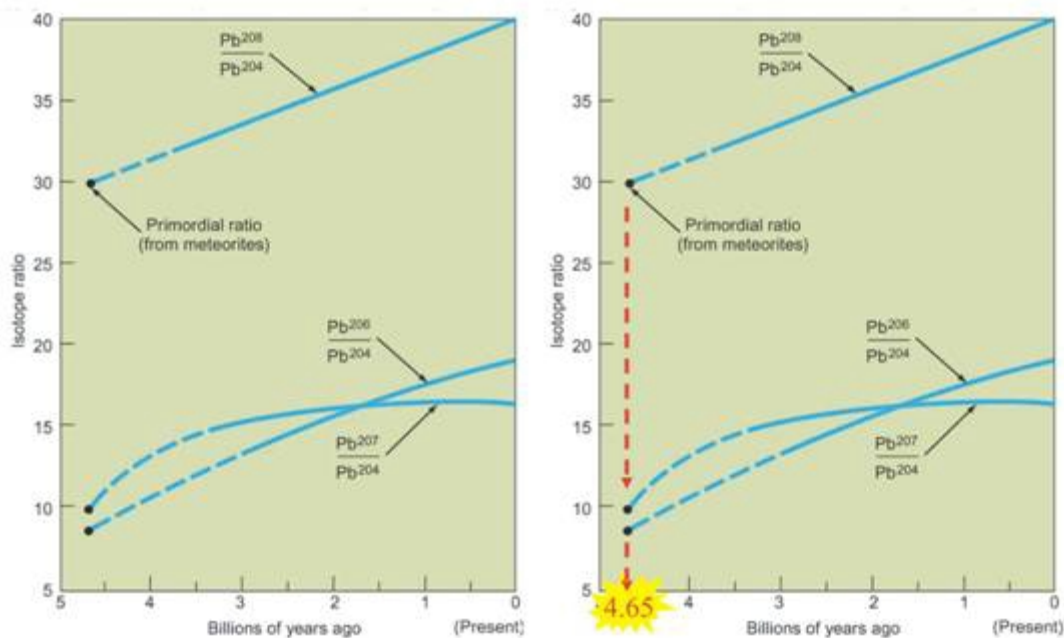 40
Pb²⁰⁸
Pb²⁰⁴
35
30
Primordial ratio
(from meteorites)
25
Isotope ratio
20
Pb²⁰⁶
Pb²⁰⁴
15
Pb²⁰⁷
Pb²⁰⁴
10
5
5 4 3 2 1 0
Billions of years ago (Present)
40
Pb²⁰⁸
Pb²⁰⁴
35
30
Primordial ratio
(from meteorites)
25
Isotope ratio
20
Pb²⁰⁶
Pb²⁰⁴
15
Pb²⁰⁷
Pb²⁰⁴
10
5
4.65 4 3 2 1 0
Billions of years ago (Present)